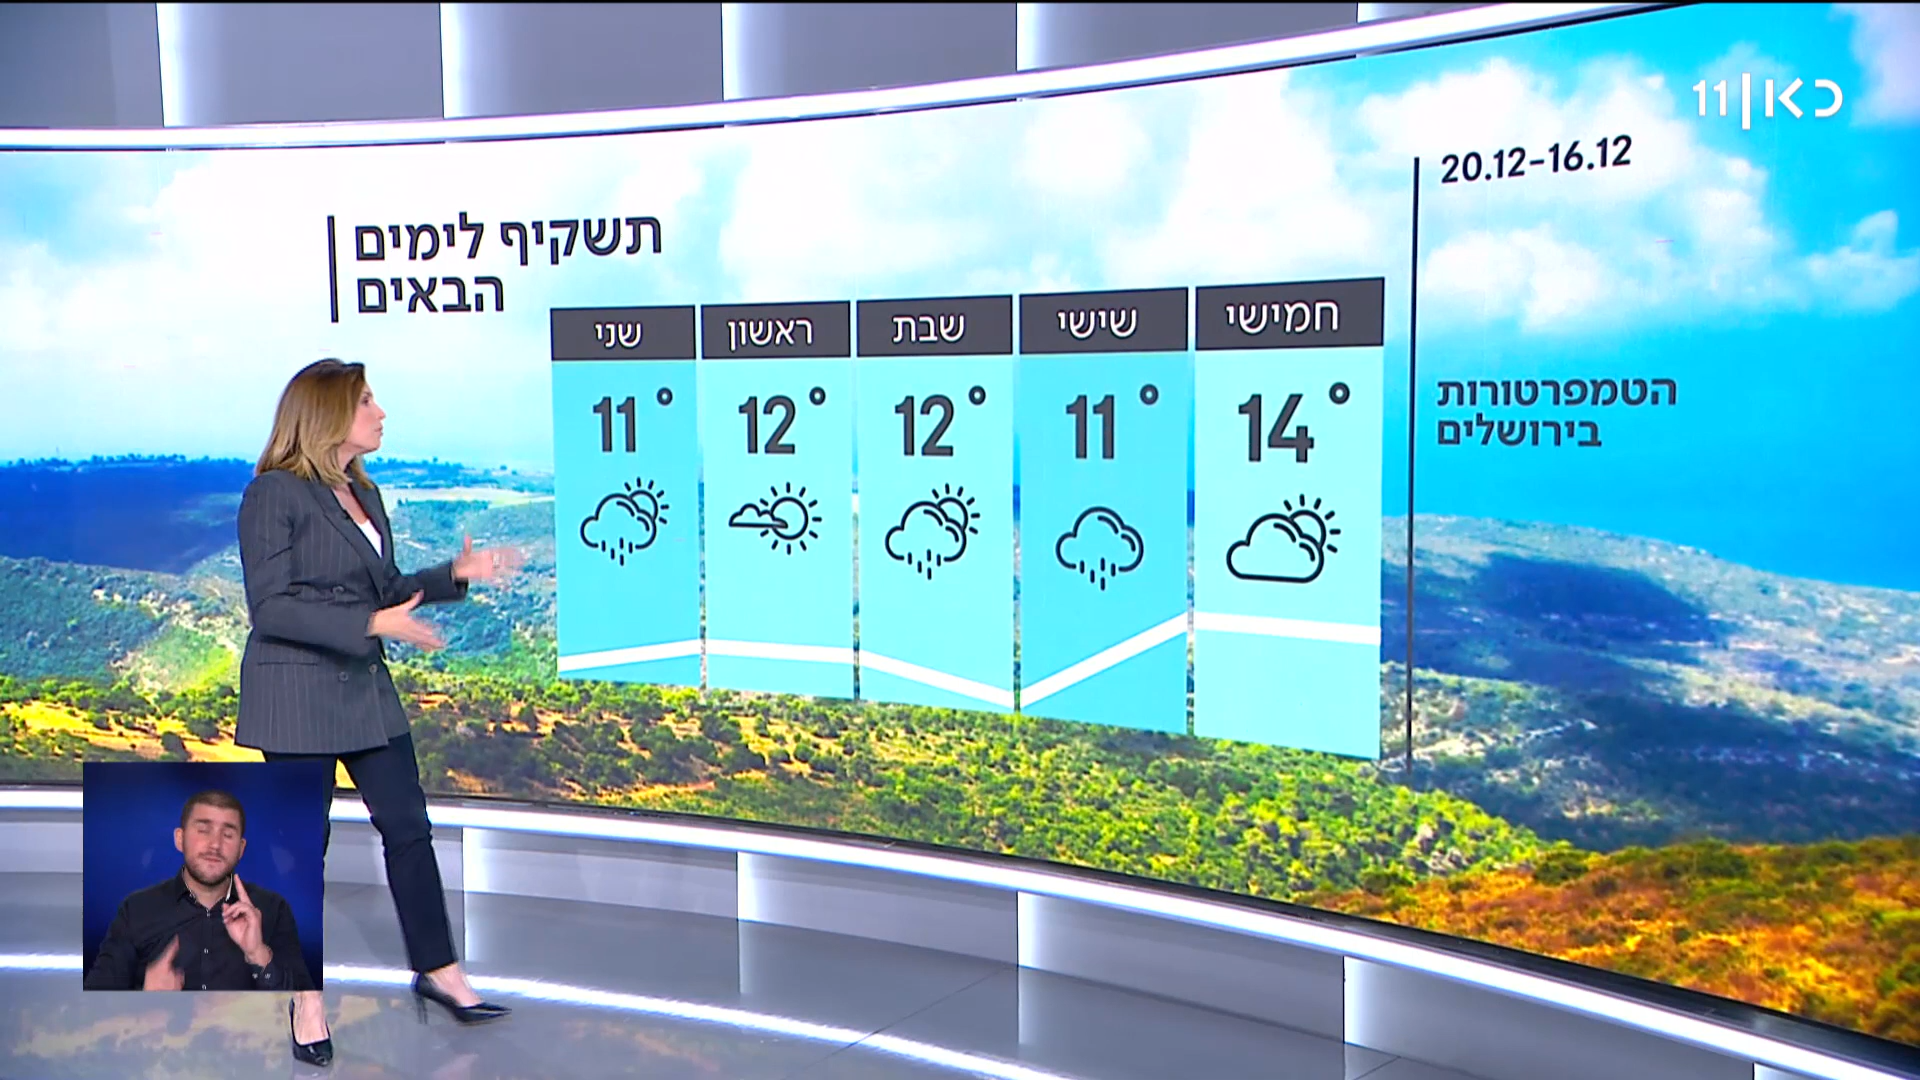 כאן 11
20.12-16.12
תשקיף לימים
הבאים
חמישי
שישי
שבת
ראשון
שני
14°
11°
12°
12°
11°
הטמפרטורות
בירושלים